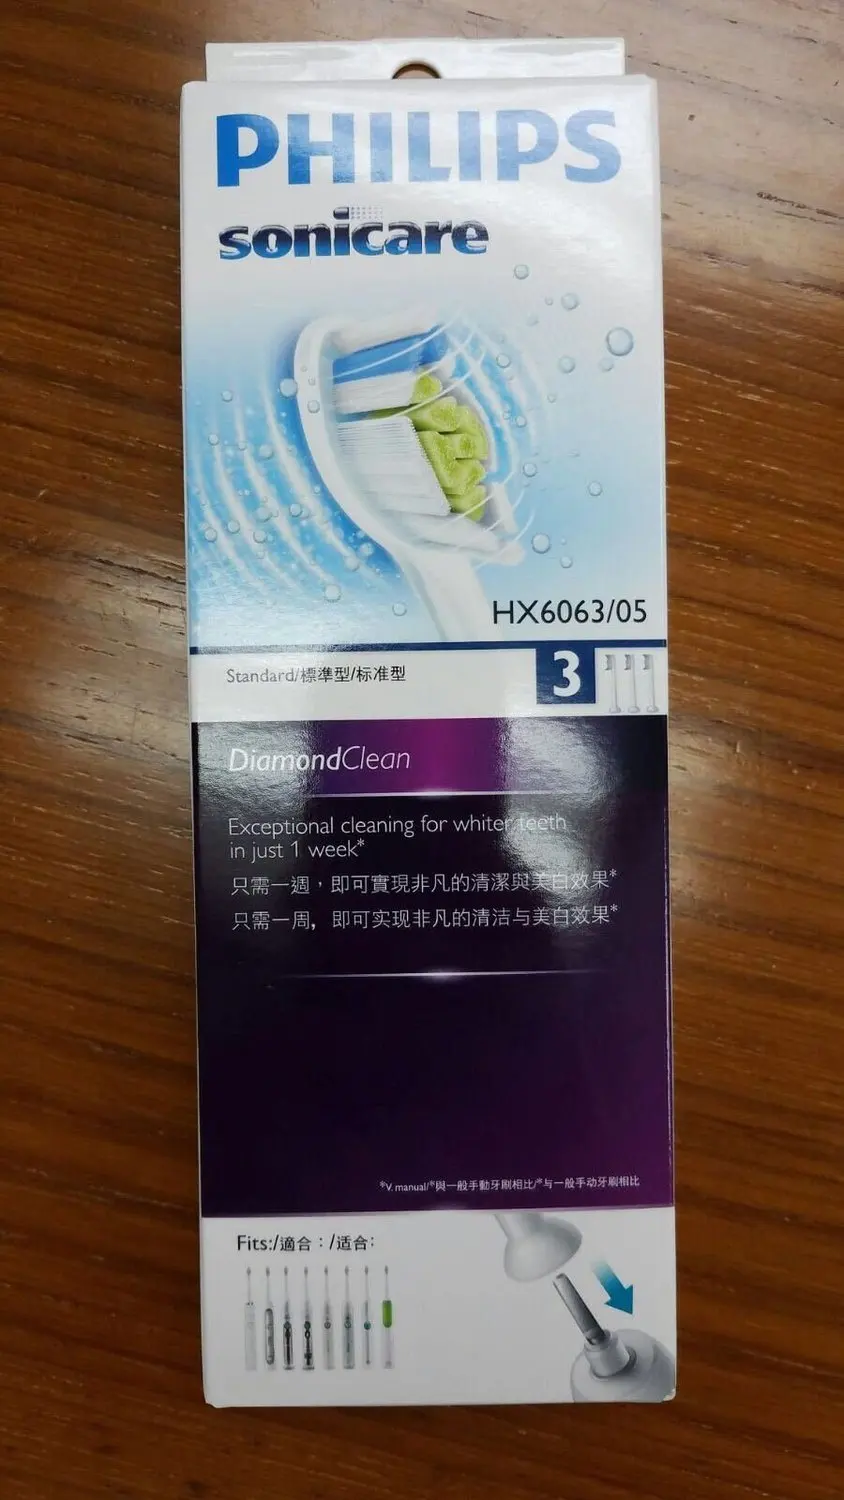 PHILIPS
sonicare
HX6063/05
Standard/標準型/标准型
3
DiamondClean
Exceptional cleaning for whiter teeth
in just 1 week*
只需一週，即可實現非凡的清潔與美白效果*
只需一周，即可实现非凡的清洁与美白效果*
*V. manual/*與一般手動牙刷相比/*与一般手动牙刷相比
Fits:/適合：/适合: